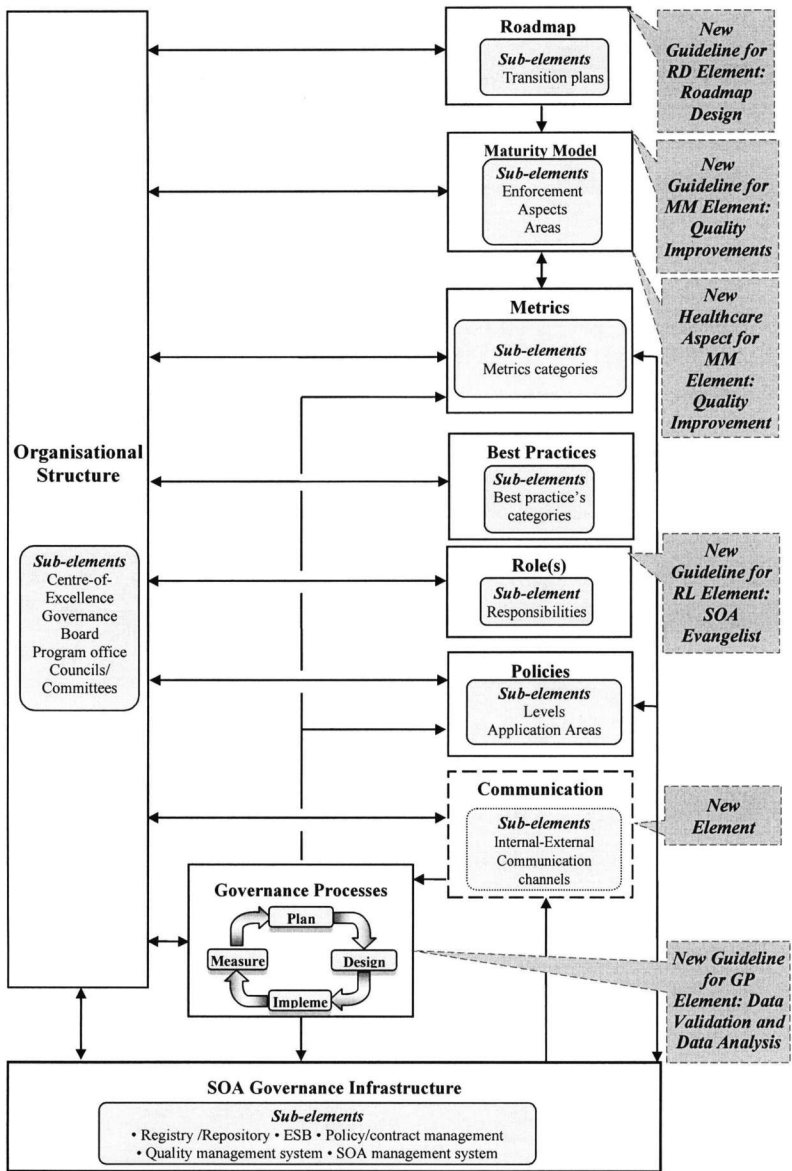 Roadmap
Sub-elements
Transition plans
New
Guideline for
RD Element:
Roadmap
Design
Maturity Model
Sub-elements
Enforcement
Aspects
Areas
New
Guideline for
MM Element:
Quality
Improvements
Metrics
Sub-elements
Metrics categories
New
Healthcare
Aspect for
MM
Element:
Quality
Improvement
Organisational
Structure
Sub-elements
Centre-of-
Excellence
Governance
Board
Program office
Councils/
Committees
Best Practices
Sub-elements
Best practice's
categories
Role(s)
Sub-element
Responsibilities
New
Guideline for
RL Element:
SOA
Evangelist
Policies
Sub-elements
Levels
Application Areas
Communication
Sub-elements
Internal-External
Communication
channels
New
Element
Governance Processes
Plan
Measure
Design
Impleme
New Guideline
for GP
Element: Data
Validation and
Data Analysis
SOA Governance Infrastructure
Sub-elements
• Registry /Repository • ESB • Policy/contract management
• Quality management system • SOA management system